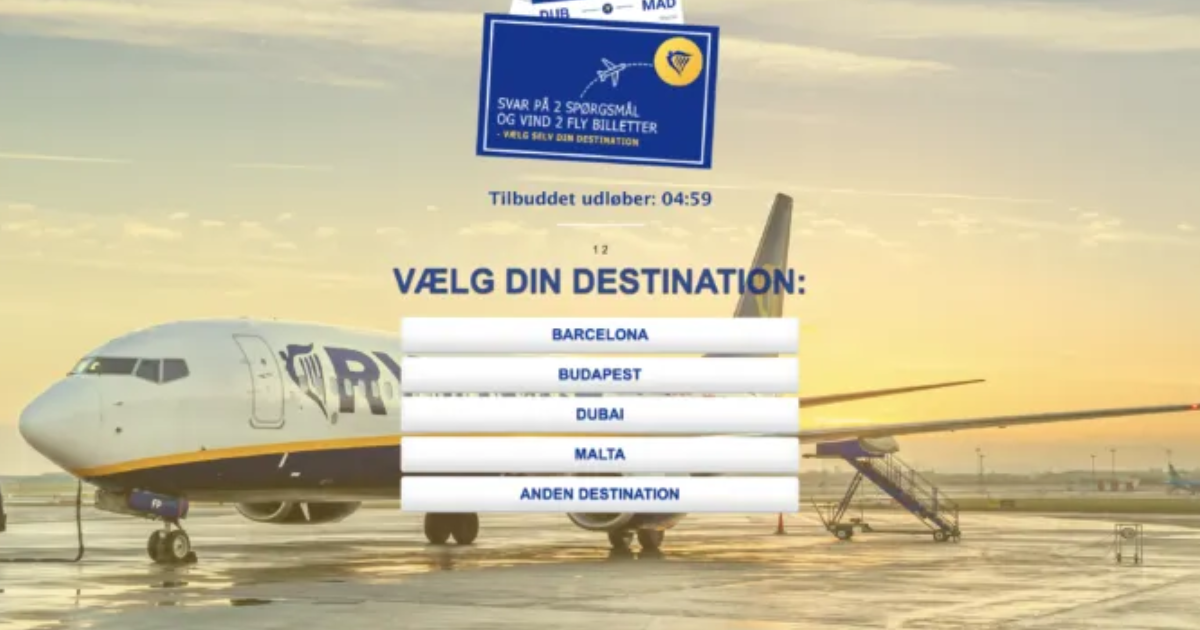 DUB MAD
SVAR PÅ 2 SPØRGSMÅL
OG VIND 2 FLY BILLETTER
- VÆLG SELV DIN DESTINATION
Tilbuddet udløber: 04:59
1 2
VÆLG DIN DESTINATION:
BARCELONA
BUDAPEST
DUBAI
MALTA
ANDEN DESTINATION
RY
FP